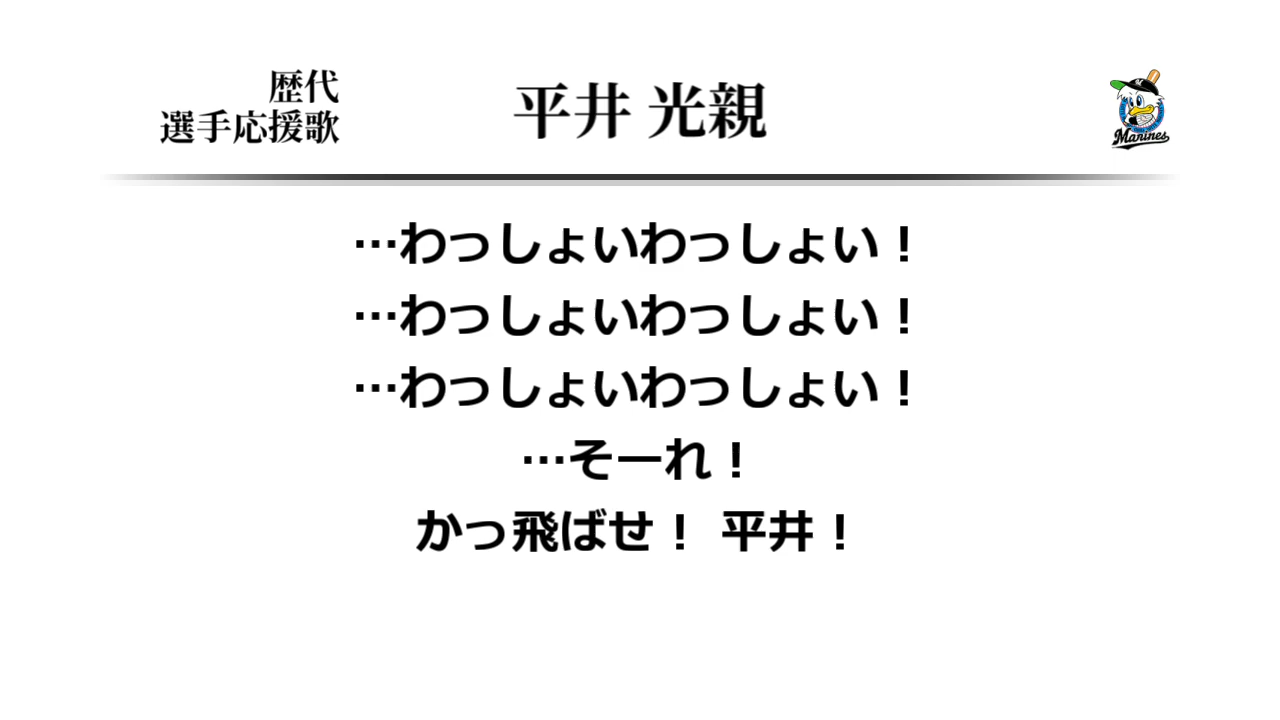 歴代
選手応援歌
平井 光親
Marines
…わっしょいわっしょい！
…わっしょいわっしょい！
…わっしょいわっしょい！
…そーれ！
かっ飛ばせ！ 平井！